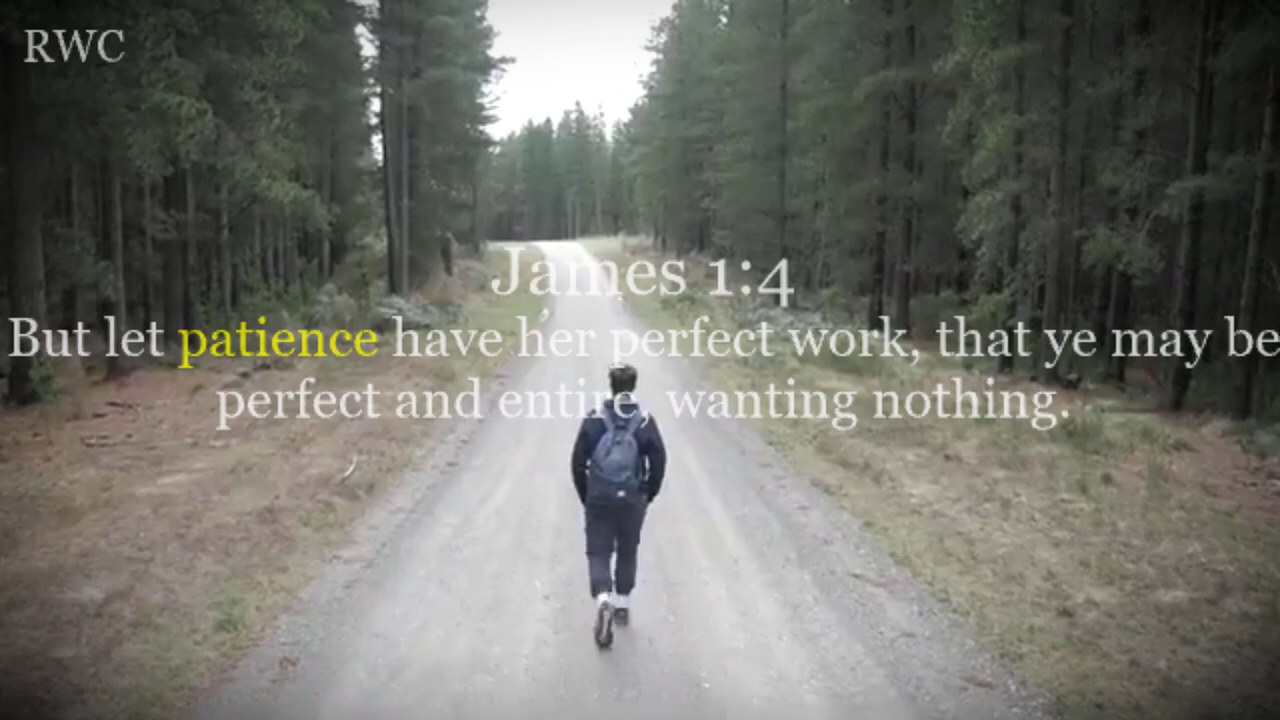 RWC
James 1:4
But let patience have her perfect work, that ye may be
perfect and entire, wanting nothing.